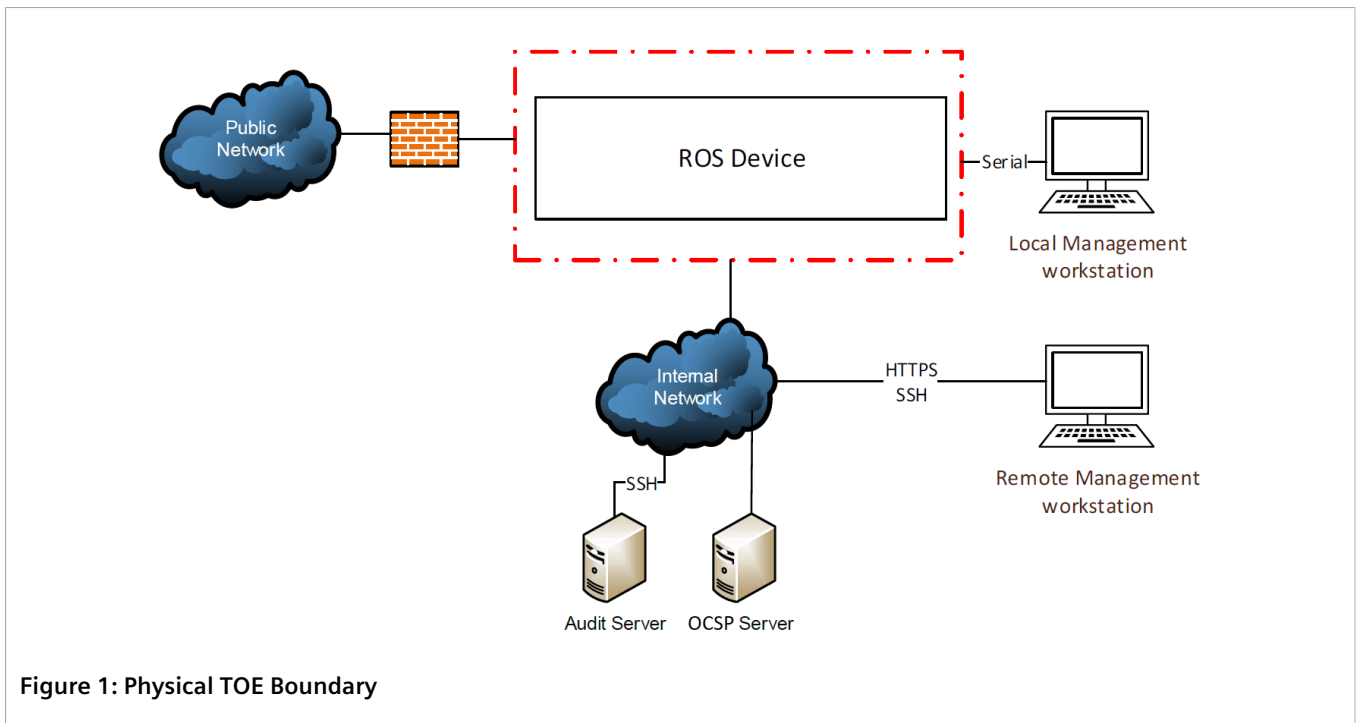 Public
Network
ROS Device
Serial
Local Management
workstation
Internal
Network
HTTPS
SSH
Remote Management
workstation
SSH
Audit Server
OCSP Server
Figure 1: Physical TOE Boundary